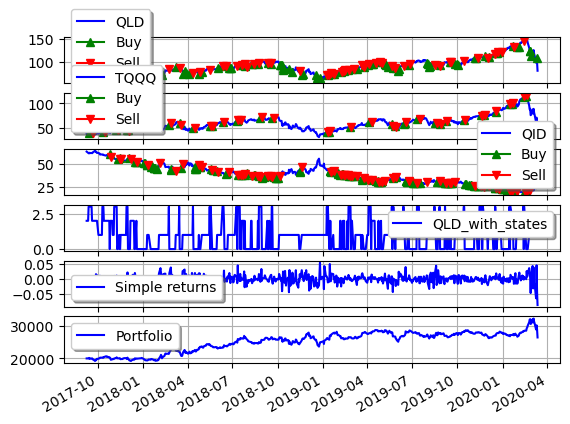 QLD
Buy
Sell
150
100
TQQQ
Buy
Sell
100
50
QID
Buy
Sell
50
25
QLD_with_states
2.5
0.0
0.05
0.00
−0.05
Simple returns
30000
20000
Portfolio
2017-10
2018-01
2018-04
2018-07
2018-10
2019-01
2019-04
2019-07
2019-10
2020-01
2020-04